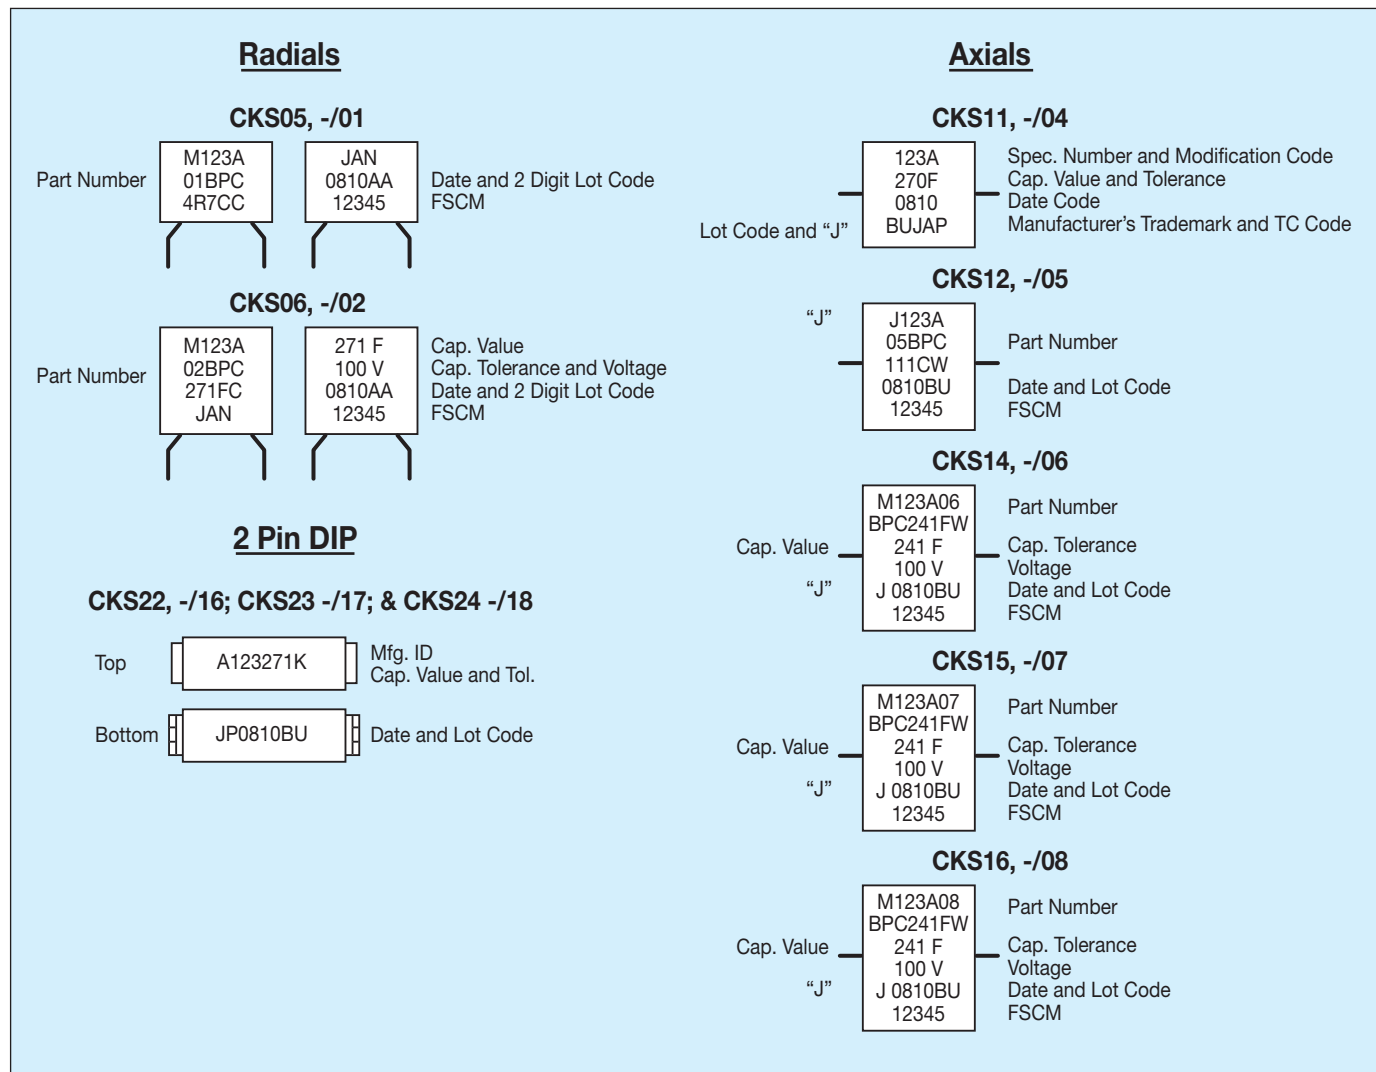 Radials
CKS05, -/01
Part Number
M123A
01BPC
4R7CC
JAN
0810AA
12345
Date and 2 Digit Lot Code
FSCM
CKS06, -/02
Part Number
M123A
02BPC
271FC
JAN
271 F
100 V
0810AA
12345
Cap. Value
Cap. Tolerance and Voltage
Date and 2 Digit Lot Code
FSCM
2 Pin DIP
CKS22, -/16; CKS23 -/17; & CKS24 -/18
Top
A123271K
Mfg. ID
Cap. Value and Tol.
Bottom
JP0810BU
Date and Lot Code
Axials
CKS11, -/04
Lot Code and “J”
123A
270F
0810
BUJAP
Spec. Number and Modification Code
Cap. Value and Tolerance
Date Code
Manufacturer’s Trademark and TC Code
CKS12, -/05
“J”
J123A
05BPC
111CW
0810BU
12345
Part Number
Date and Lot Code
FSCM
CKS14, -/06
Cap. Value
“J”
M123A06
BPC241FW
241 F
100 V
J 0810BU
12345
Part Number
Cap. Tolerance
Voltage
Date and Lot Code
FSCM
CKS15, -/07
Cap. Value
“J”
M123A07
BPC241FW
241 F
100 V
J 0810BU
12345
Part Number
Cap. Tolerance
Voltage
Date and Lot Code
FSCM
CKS16, -/08
Cap. Value
“J”
M123A08
BPC241FW
241 F
100 V
J 0810BU
12345
Part Number
Cap. Tolerance
Voltage
Date and Lot Code
FSCM